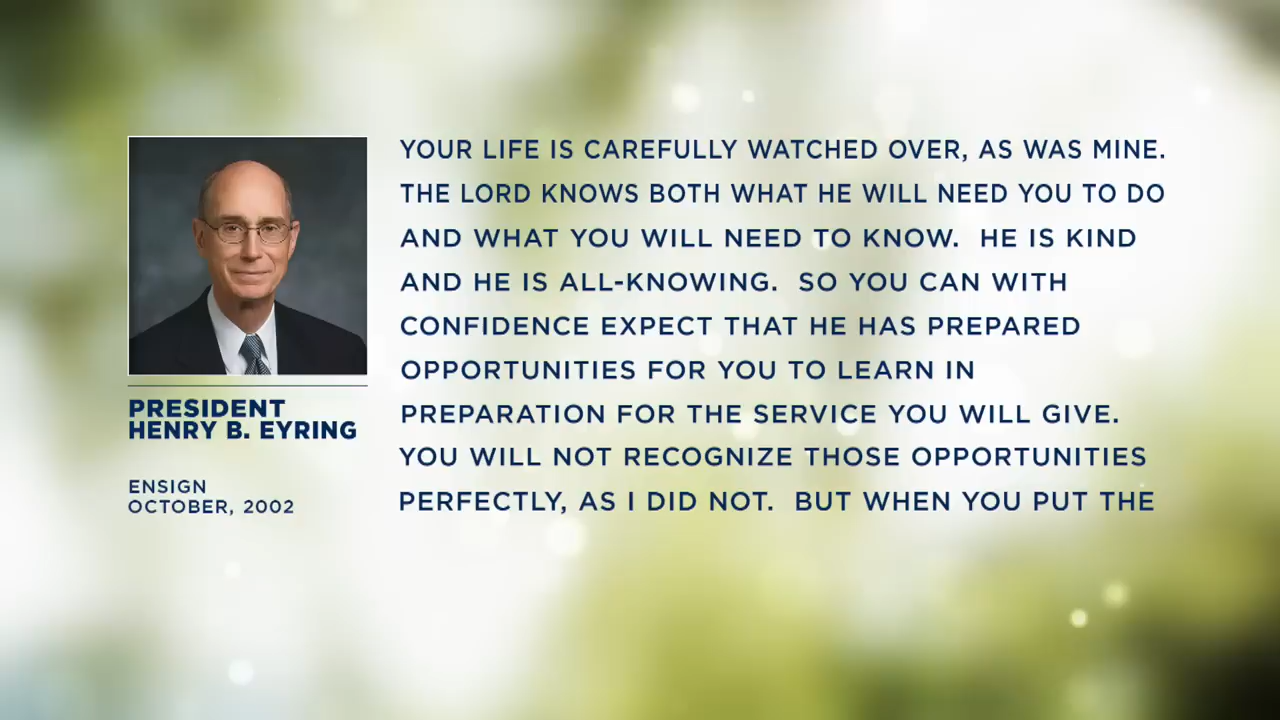 PRESIDENT
HENRY B. EYRING
ENSIGN
OCTOBER, 2002
YOUR LIFE IS CAREFULLY WATCHED OVER, AS WAS MINE.
THE LORD KNOWS BOTH WHAT HE WILL NEED YOU TO DO
AND WHAT YOU WILL NEED TO KNOW. HE IS KIND
AND HE IS ALL-KNOWING. SO YOU CAN WITH
CONFIDENCE EXPECT THAT HE HAS PREPARED
OPPORTUNITIES FOR YOU TO LEARN IN
PREPARATION FOR THE SERVICE YOU WILL GIVE.
YOU WILL NOT RECOGNIZE THOSE OPPORTUNITIES
PERFECTLY, AS I DID NOT. BUT WHEN YOU PUT THE